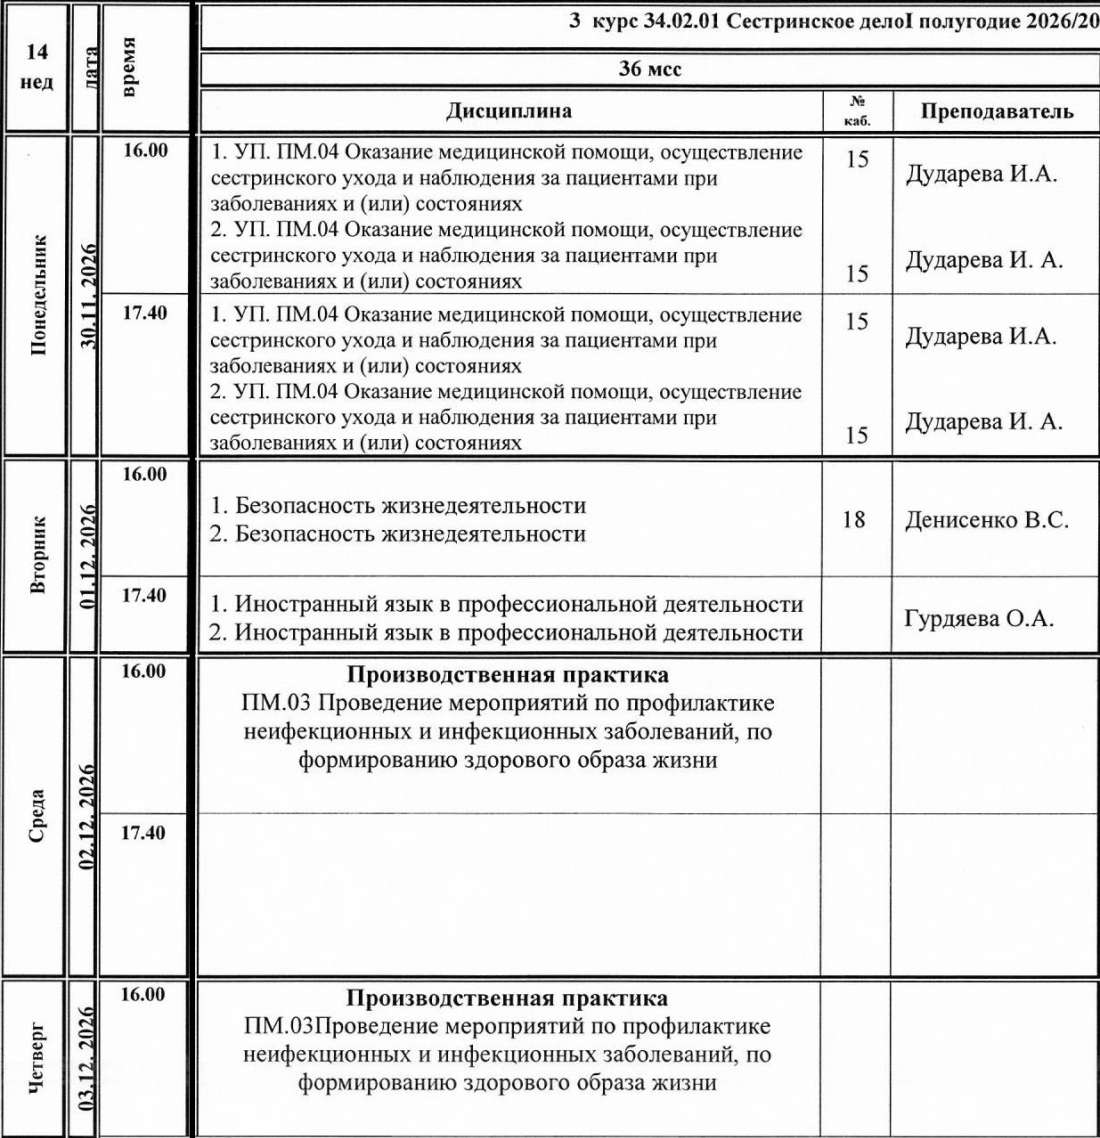 3 курс 34.02.01 Сестринское делоI полугодие 2026/20
14
нед
дата
время
36 мсс
Дисциплина
№
каб.
Преподаватель
Понедельник
30.11. 2026
16.00
1. УП. ПМ.04 Оказание медицинской помощи, осуществление
сестринского ухода и наблюдения за пациентами при
заболеваниях и (или) состояниях
15
Дударева И.А.
2. УП. ПМ.04 Оказание медицинской помощи, осуществление
сестринского ухода и наблюдения за пациентами при
заболеваниях и (или) состояниях
15
Дударева И. А.
17.40
1. УП. ПМ.04 Оказание медицинской помощи, осуществление
сестринского ухода и наблюдения за пациентами при
заболеваниях и (или) состояниях
15
Дударева И.А.
2. УП. ПМ.04 Оказание медицинской помощи, осуществление
сестринского ухода и наблюдения за пациентами при
заболеваниях и (или) состояниях
15
Дударева И. А.
Вторник
01.12. 2026
16.00
1. Безопасность жизнедеятельности
2. Безопасность жизнедеятельности
18
Денисенко В.С.
17.40
1. Иностранный язык в профессиональной деятельности
2. Иностранный язык в профессиональной деятельности
Гурдяева О.А.
Среда
02.12. 2026
16.00
Производственная практика
ПМ.03 Проведение мероприятий по профилактике
неифекционных и инфекционных заболеваний, по
формированию здорового образа жизни
17.40
Четверг
03.12. 2026
16.00
Производственная практика
ПМ.03Проведение мероприятий по профилактике
неифекционных и инфекционных заболеваний, по
формированию здорового образа жизни